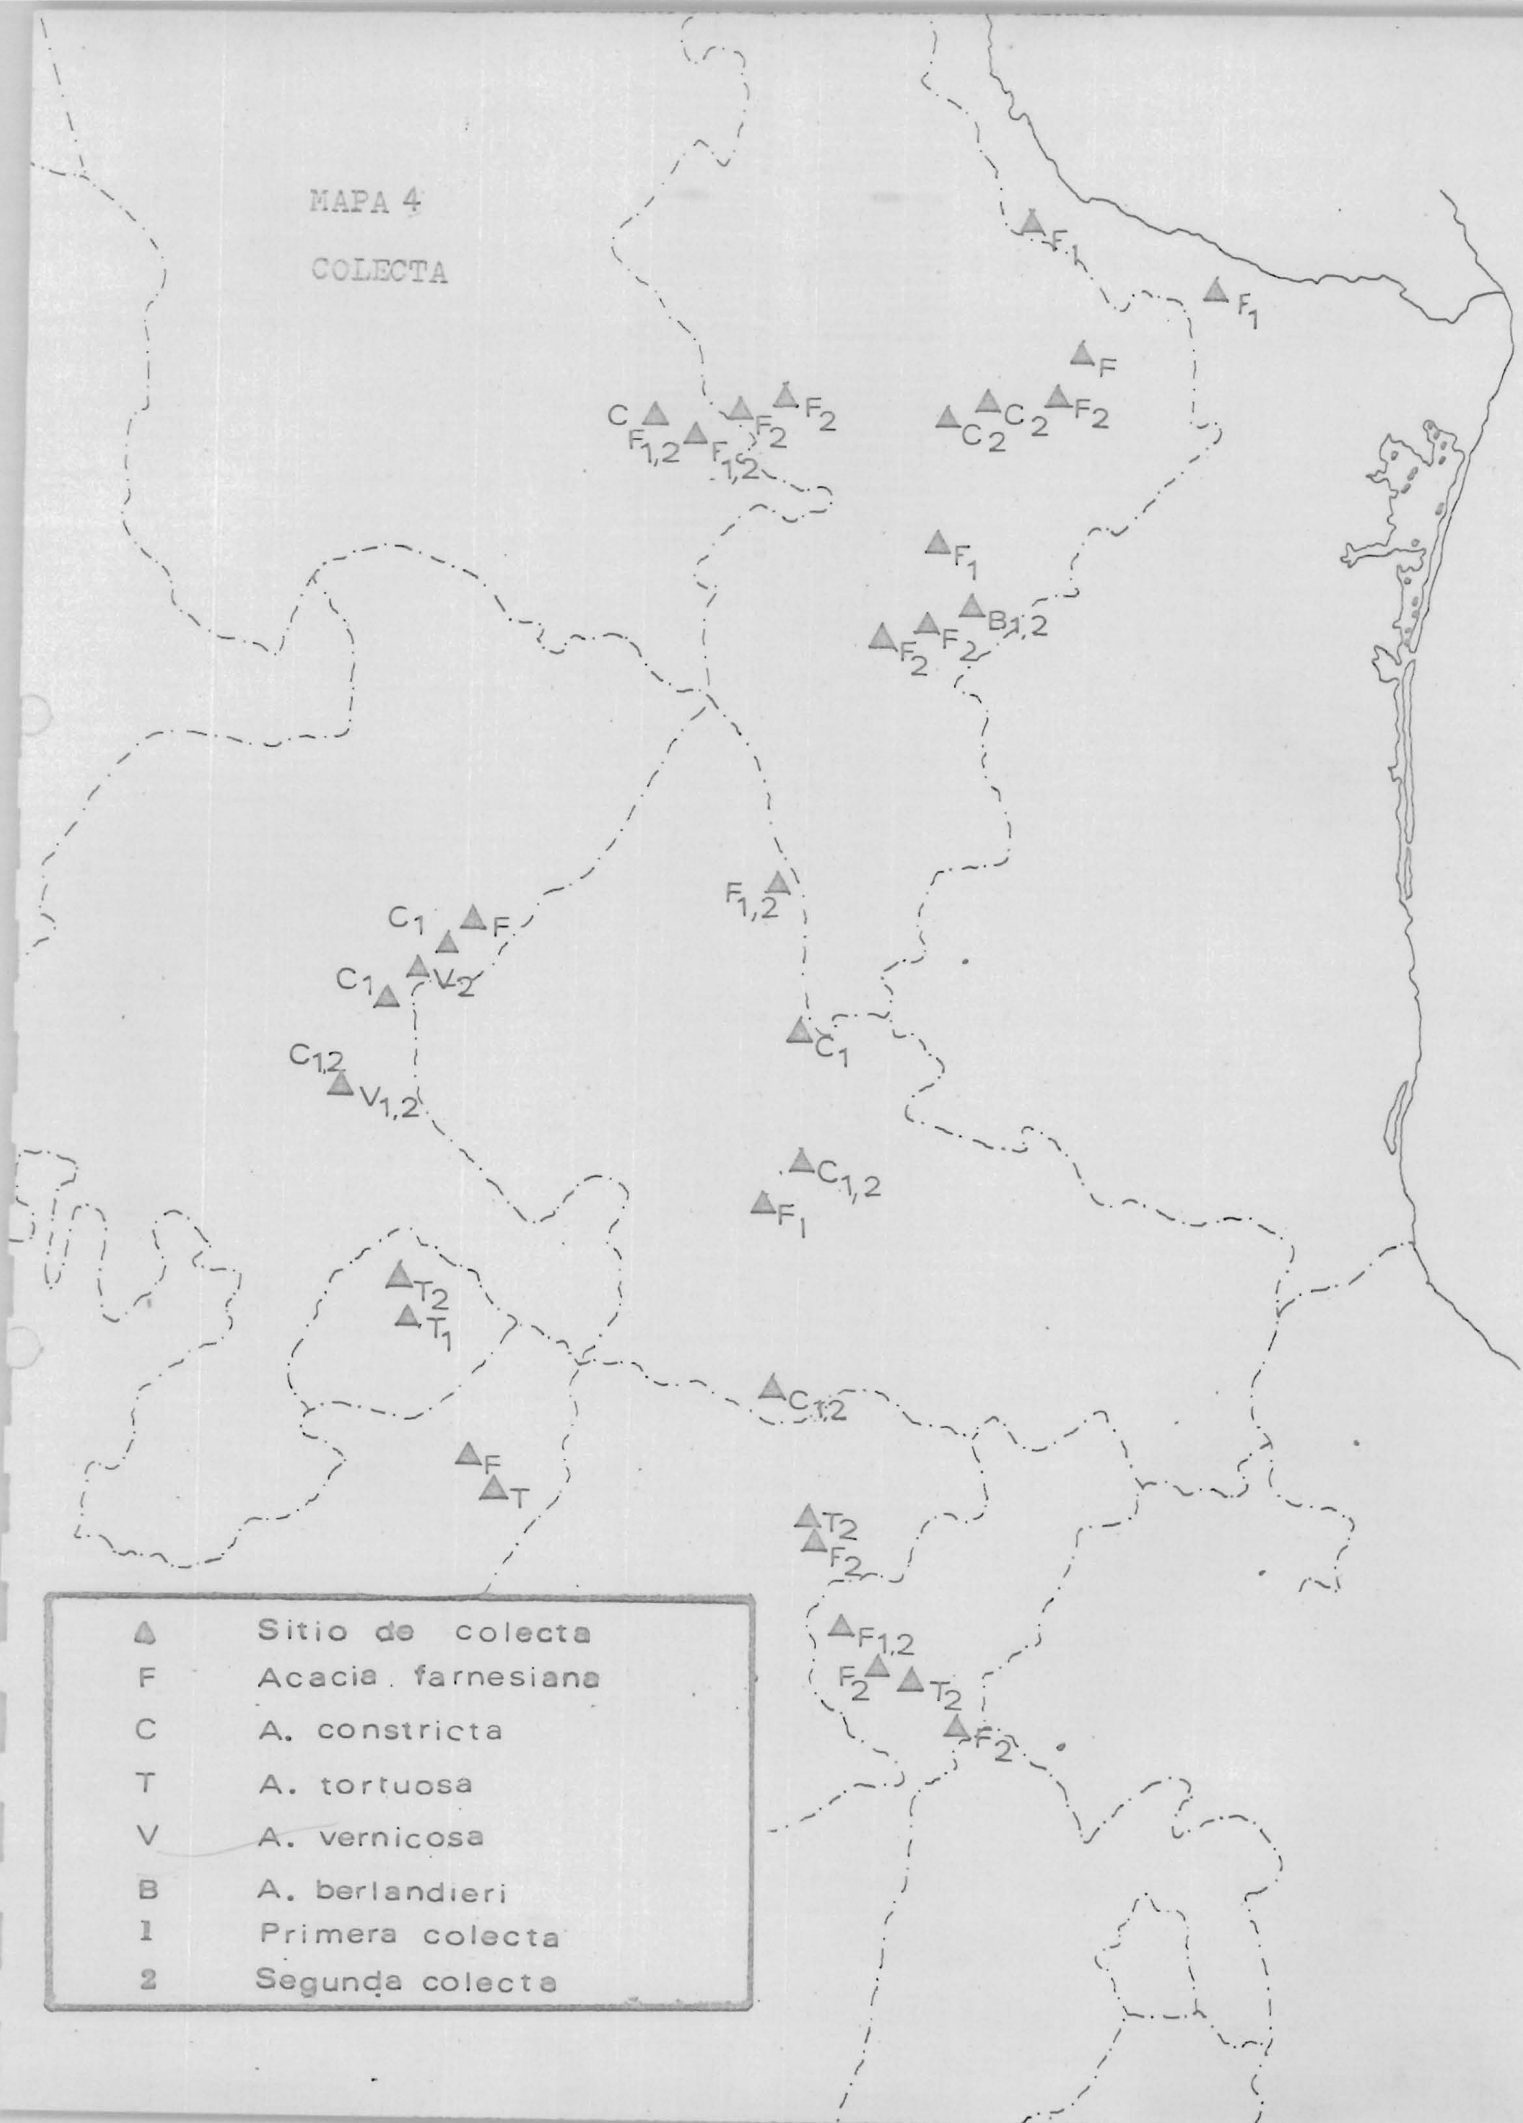 MAPA 4
COLECTA
F1
F1
F
F2
C2
C2
F2
F2
C
F1,2
F1,2
F1
B1,2
F2
F2
F1,2
C1
F
V2
C1
C1
C1,2
V1,2
C1,2
F1
T2
T1
C1,2
F
T
T2
F2
F1,2
F2
T2
F2
Sitio de colecta
F Acacia. farnesiana
C A. constricta
T A. tortuosa
V A. vernicosa
B A. berlandieri
1 Primera colecta
2 Segunda colecta